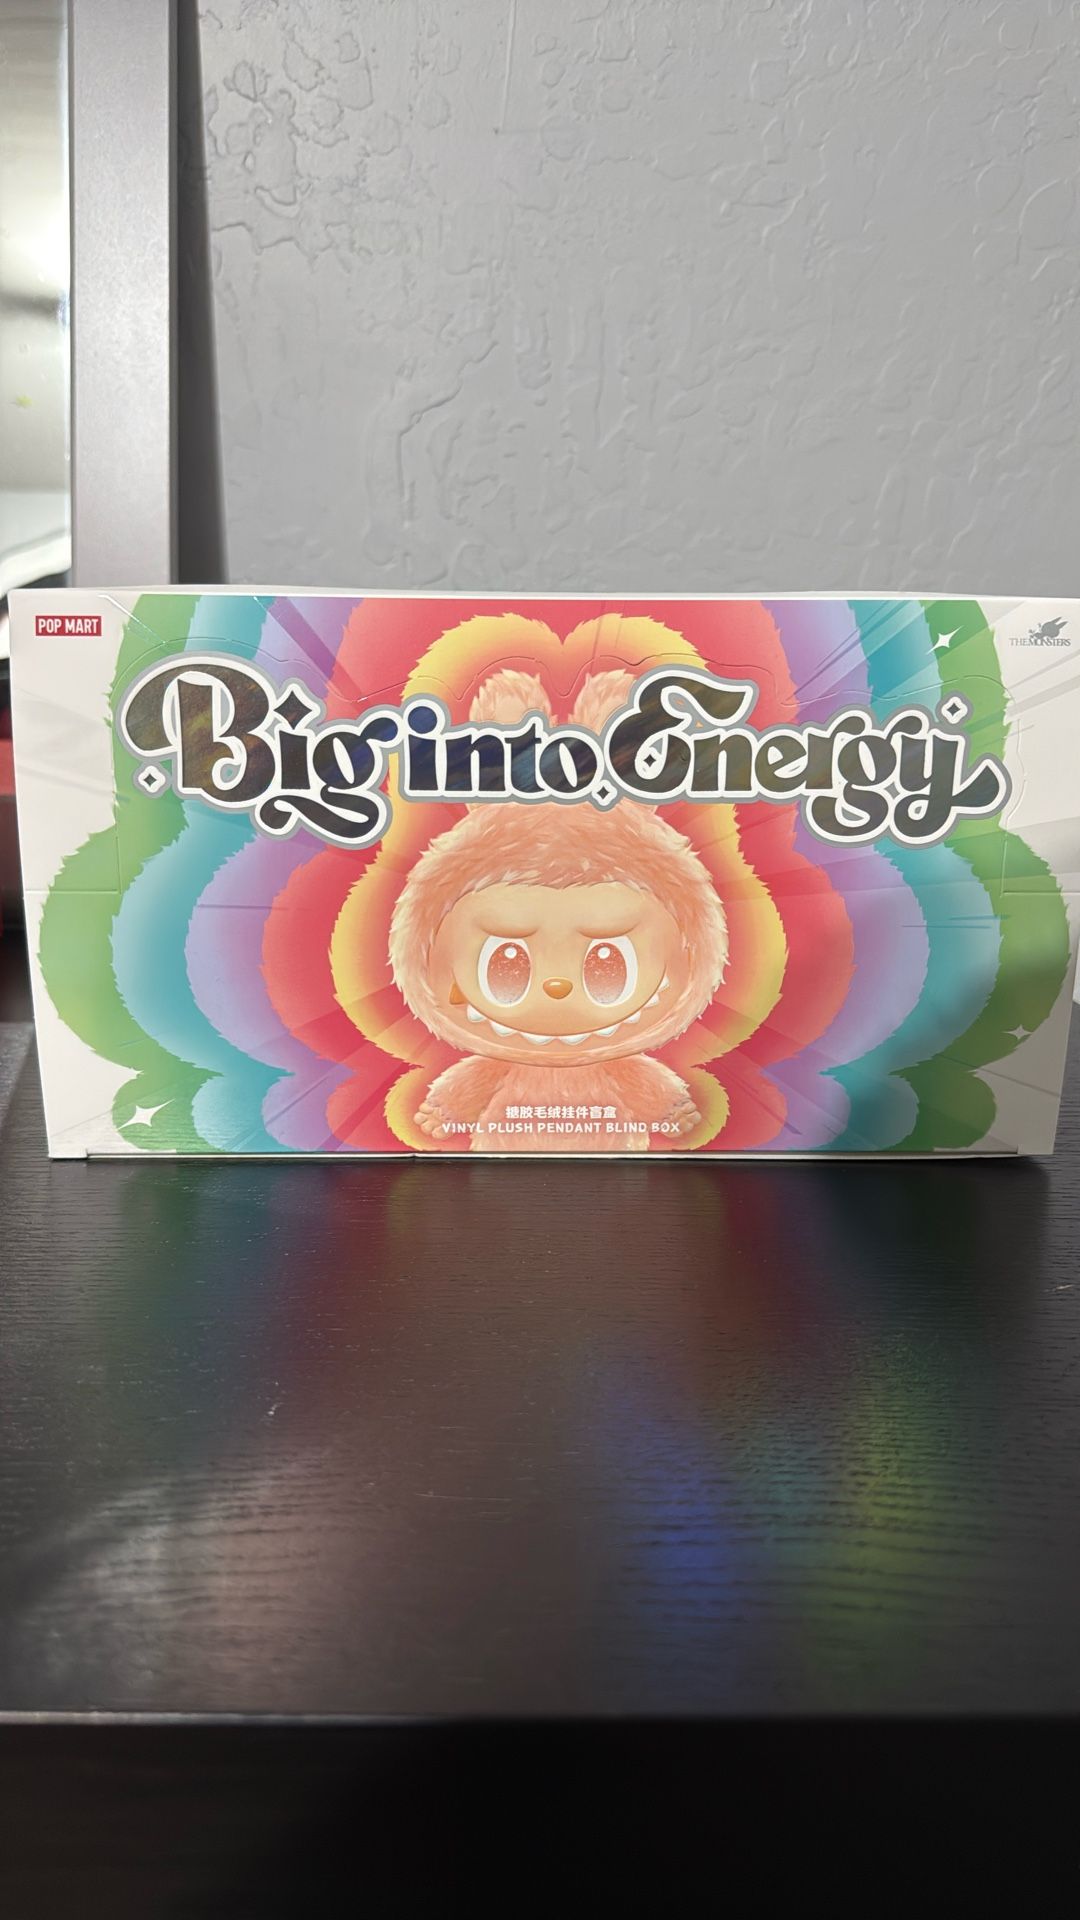 POP MART
THE MONSTERS
Big into Energy
搪胶毛绒挂件盲盒
VINYL PLUSH PENDANT BLIND BOX